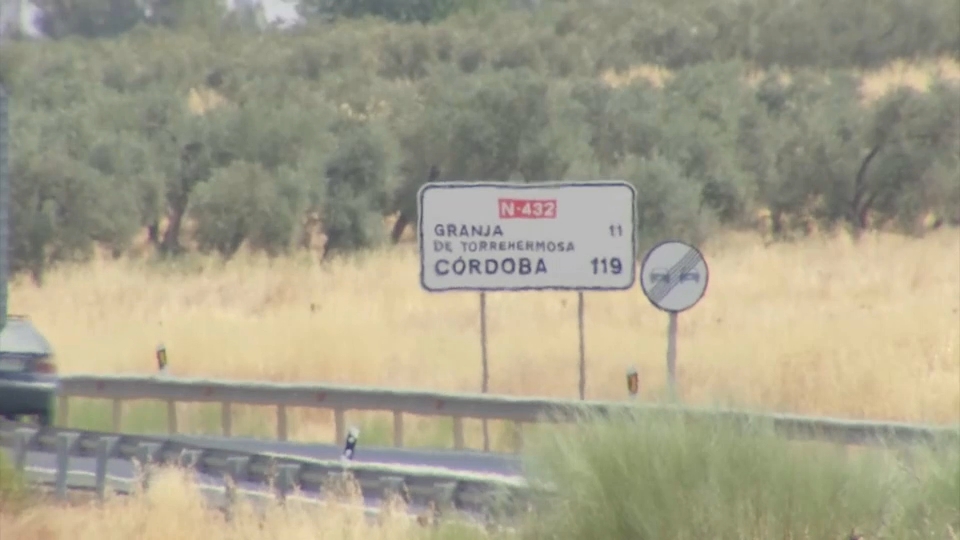 N-432
GRANJA 11
DE TORREHERMOSA
CÓRDOBA 119